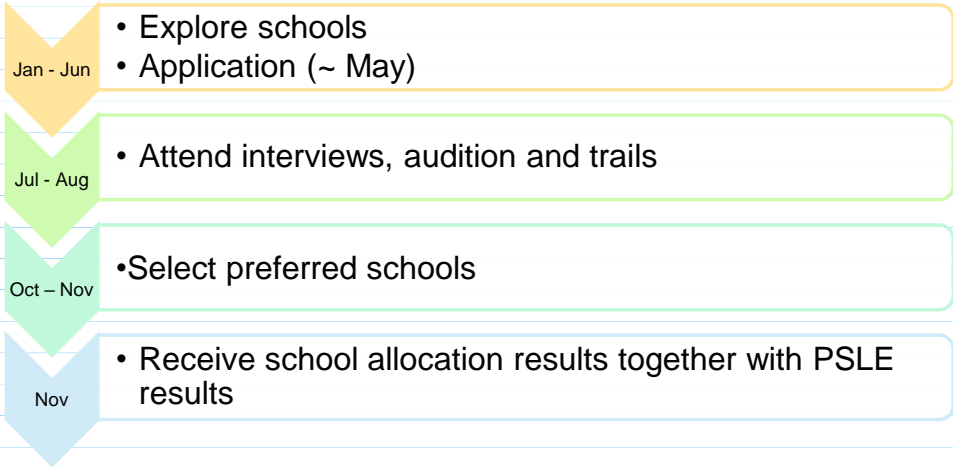 Jan - Jun
• Explore schools
• Application (~ May)
Jul - Aug
• Attend interviews, audition and trails
Oct – Nov
•Select preferred schools
Nov
• Receive school allocation results together with PSLE
results